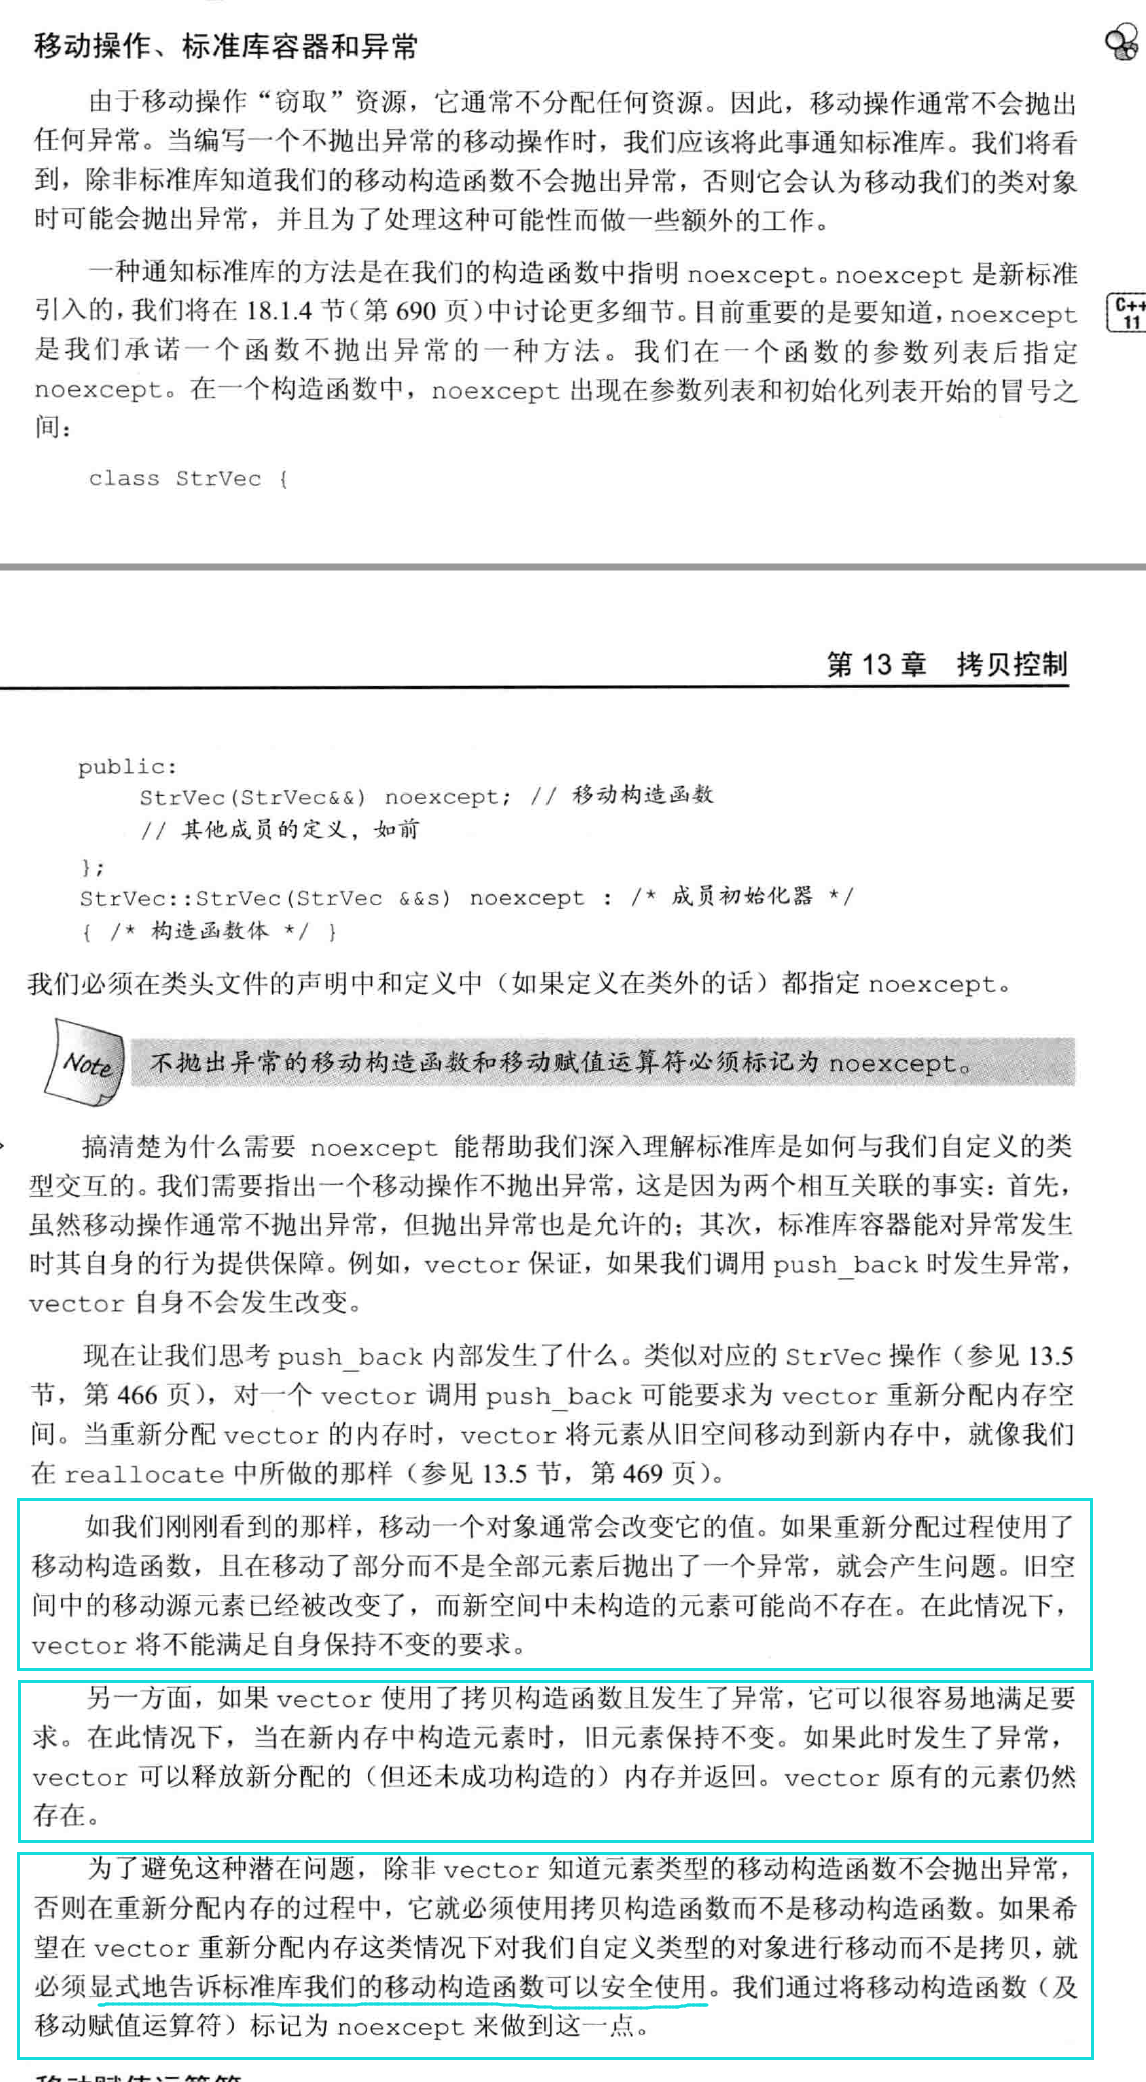 移动操作、标准库容器和异常
由于移动操作“窃取”资源，它通常不分配任何资源。因此，移动操作通常不会抛出
任何异常。当编写一个不抛出异常的移动操作时，我们应该将此事通知标准库。我们将看
到，除非标准库知道我们的移动构造函数不会抛出异常，否则它会认为移动我们的类对象
时可能会抛出异常，并且为了处理这种可能性而做一些额外的工作。
一种通知标准库的方法是在我们的构造函数中指明 noexcept。noexcept 是新标准
引入的，我们将在 18.1.4 节（第 690 页）中讨论更多细节。目前重要的是要知道，noexcept
是我们承诺一个函数不抛出异常的一种方法。我们在一个函数的参数列表后指定
noexcept。在一个构造函数中，noexcept 出现在参数列表和初始化列表开始的冒号之
间：
C++
11
class StrVec {
第 13 章 拷贝控制
public:
StrVec(StrVec&&) noexcept; // 移动构造函数
// 其他成员的定义，如前
};
StrVec::StrVec(StrVec &&s) noexcept : /* 成员初始化器 */
{ /* 构造函数体 */ }
我们必须在类头文件的声明中和定义中（如果定义在类外的话）都指定 noexcept。
Note 不抛出异常的移动构造函数和移动赋值运算符必须标记为 noexcept。
搞清楚为什么需要 noexcept 能帮助我们深入理解标准库是如何与我们自定义的类
型交互的。我们需要指出一个移动操作不抛出异常，这是因为两个相互关联的事实：首先，
虽然移动操作通常不抛出异常，但抛出异常也是允许的；其次，标准库容器能对异常发生
时其自身的行为提供保障。例如，vector 保证，如果我们调用 push_back 时发生异常，
vector 自身不会发生改变。
现在让我们思考 push_back 内部发生了什么。类似对应的 StrVec 操作（参见 13.5
节，第 466 页），对一个 vector 调用 push_back 可能要求为 vector 重新分配内存空
间。当重新分配 vector 的内存时，vector 将元素从旧空间移动到新内存中，就像我们
在 reallocate 中所做的那样（参见 13.5 节，第 469 页）。
如我们刚刚看到的那样，移动一个对象通常会改变它的值。如果重新分配过程使用了
移动构造函数，且在移动了部分而不是全部元素后抛出了一个异常，就会产生问题。旧空
间中的移动源元素已经被改变了，而新空间中未构造的元素可能尚不存在。在此情况下，
vector 将不能满足自身保持不变的要求。
另一方面，如果 vector 使用了拷贝构造函数且发生了异常，它可以很容易地满足要
求。在此情况下，当在新内存中构造元素时，旧元素保持不变。如果此时发生了异常，
vector 可以释放新分配的（但还未成功构造的）内存并返回。vector 原有的元素仍然
存在。
为了避免这种潜在问题，除非 vector 知道元素类型的移动构造函数不会抛出异常，
否则在重新分配内存的过程中，它就必须使用拷贝构造函数而不是移动构造函数。如果希
望在 vector 重新分配内存这类情况下对我们自定义类型的对象进行移动而不是拷贝，就
必须显式地告诉标准库我们的移动构造函数可以安全使用。我们通过将移动构造函数（及
移动赋值运算符）标记为 noexcept 来做到这一点。